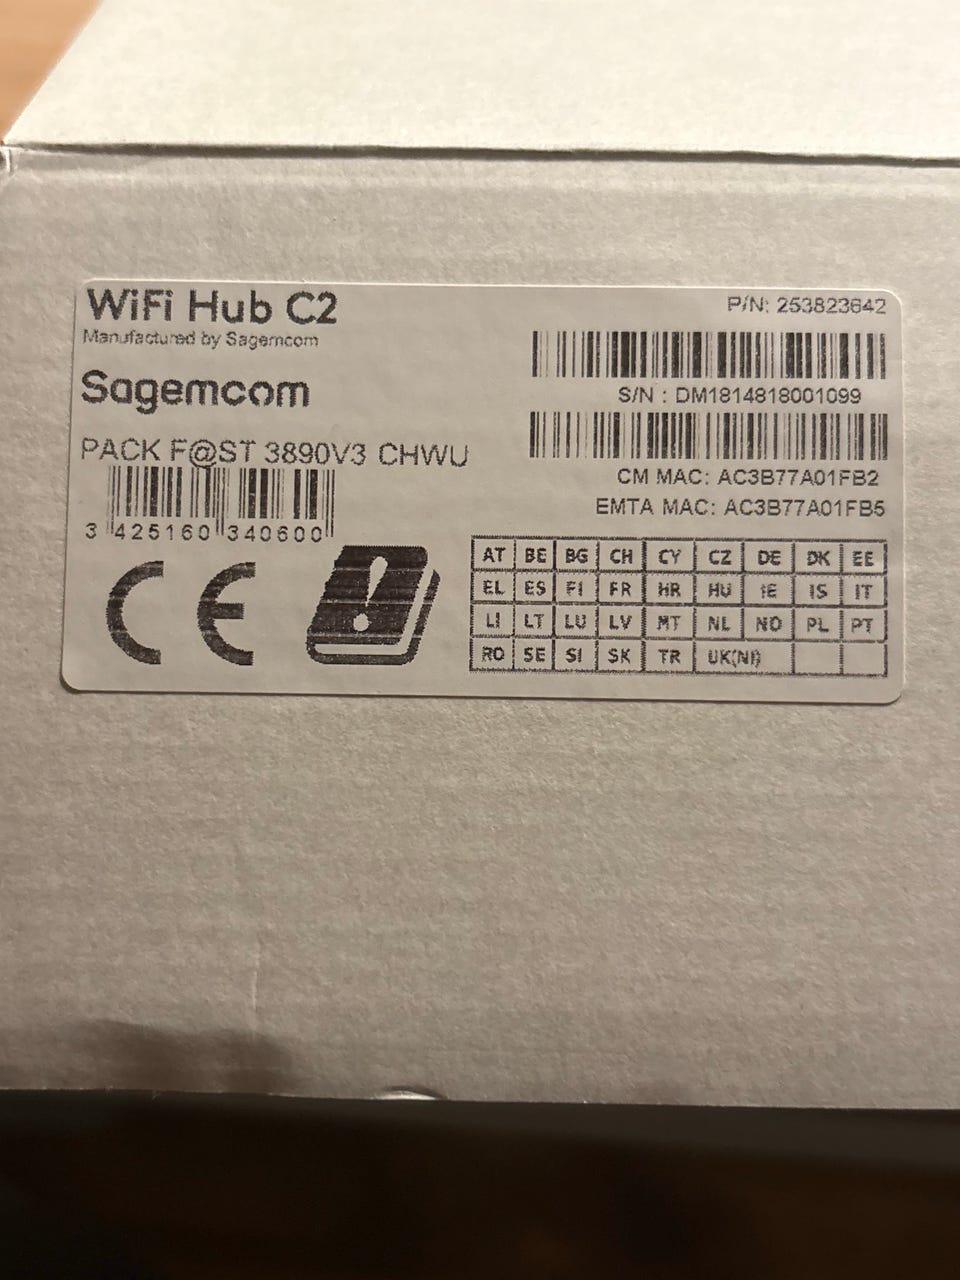 WiFi Hub C2
Manufactured by Sagemcom
Sagemcom
PACK F@ST 3890V3 CHWU
3 425160 340600
P/N: 253823642
S/N : DM1814818001099
CM MAC: AC3B77A01FB2
EMTA MAC: AC3B77A01FB5
CE
AT BE BG CH CY CZ DE DK EE
EL ES FI FR HR HU IE IS IT
LI LT LU LV MT NL NO PL PT
RO SE SI SK TR UK(NI)